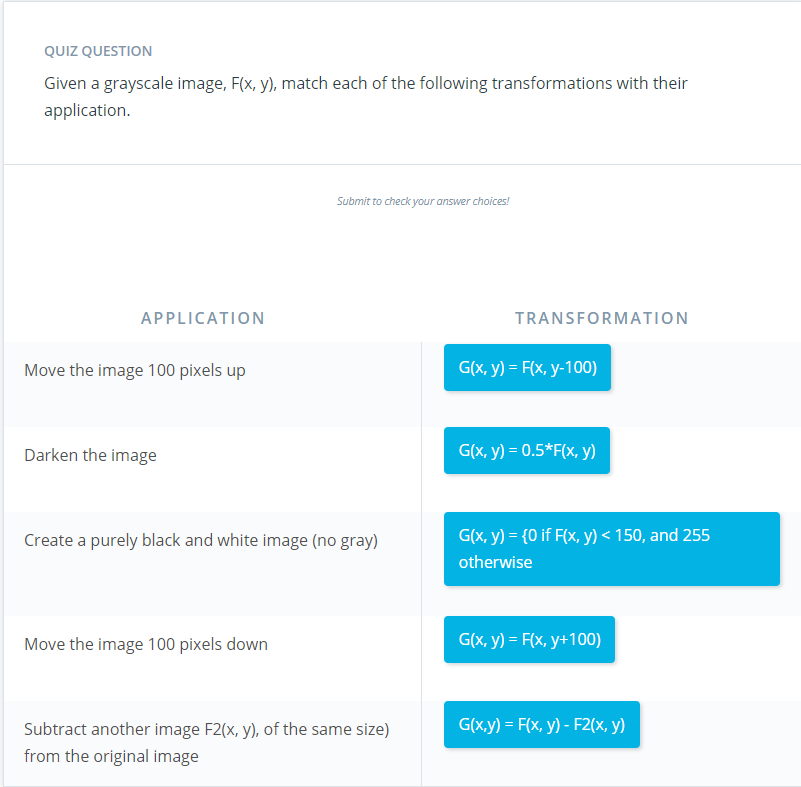 QUIZ QUESTION
Given a grayscale image, F(x, y), match each of the following transformations with their
application.
Submit to check your answer choices!
APPLICATION
TRANSFORMATION
Move the image 100 pixels up
G(x, y) = F(x, y-100)
Darken the image
G(x, y) = 0.5*F(x, y)
Create a purely black and white image (no gray)
G(x, y) = {0 if F(x, y) < 150, and 255
otherwise
Move the image 100 pixels down
G(x, y) = F(x, y+100)
Subtract another image F2(x, y), of the same size)
from the original image
G(x,y) = F(x, y) - F2(x, y)